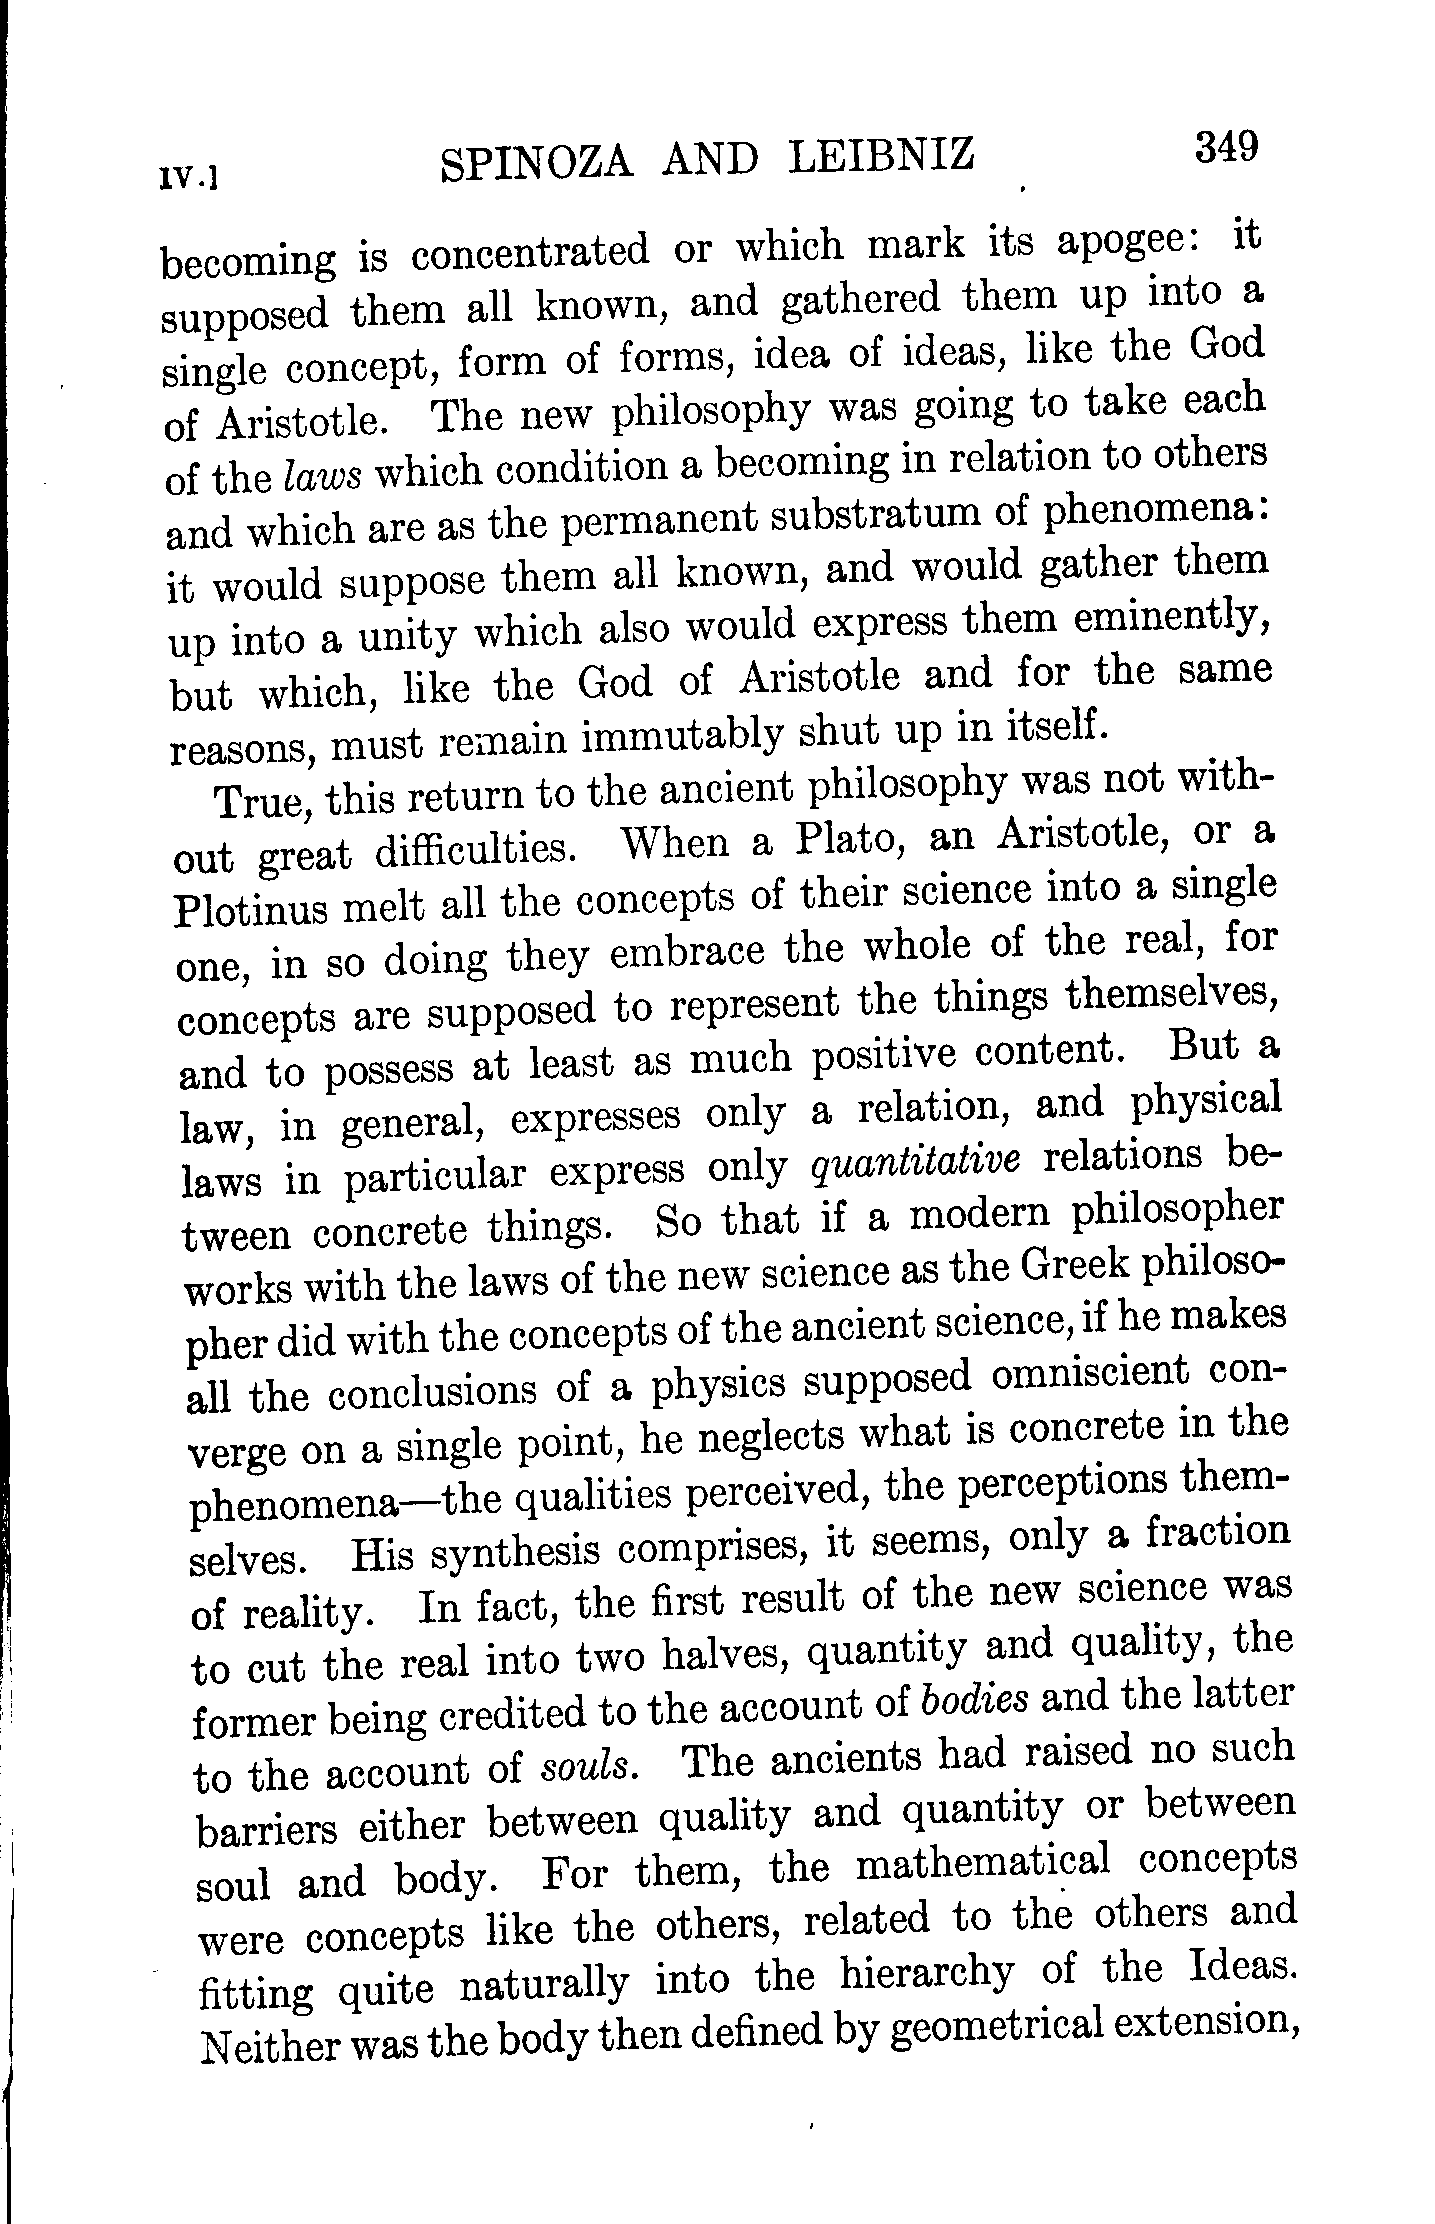 IV.] SPINOZA AND LEIBNIZ 349
becoming is concentrated or which mark its apogee: it
supposed them all known, and gathered them up into a
single concept, form of forms, idea of ideas, like the God
of Aristotle. The new philosophy was going to take each
of the laws which condition a becoming in relation to others
and which are as the permanent substratum of phenomena:
it would suppose them all known, and would gather them
up into a unity which also would express them eminently,
but which, like the God of Aristotle and for the same
reasons, must remain immutably shut up in itself.
True, this return to the ancient philosophy was not with-
out great difficulties. When a Plato, an Aristotle, or a
Plotinus melt all the concepts of their science into a single
one, in so doing they embrace the whole of the real, for
concepts are supposed to represent the things themselves,
and to possess at least as much positive content. But a
law, in general, expresses only a relation, and physical
laws in particular express only quantitative relations be-
tween concrete things. So that if a modern philosopher
works with the laws of the new science as the Greek philoso-
pher did with the concepts of the ancient science, if he makes
all the conclusions of a physics supposed omniscient con-
verge on a single point, he neglects what is concrete in the
phenomena—the qualities perceived, the perceptions them-
selves. His synthesis comprises, it seems, only a fraction
of reality. In fact, the first result of the new science was
to cut the real into two halves, quantity and quality, the
former being credited to the account of bodies and the latter
to the account of souls. The ancients had raised no such
barriers either between quality and quantity or between
soul and body. For them, the mathematical concepts
were concepts like the others, related to the others and
fitting quite naturally into the hierarchy of the Ideas.
Neither was the body then defined by geometrical extension,